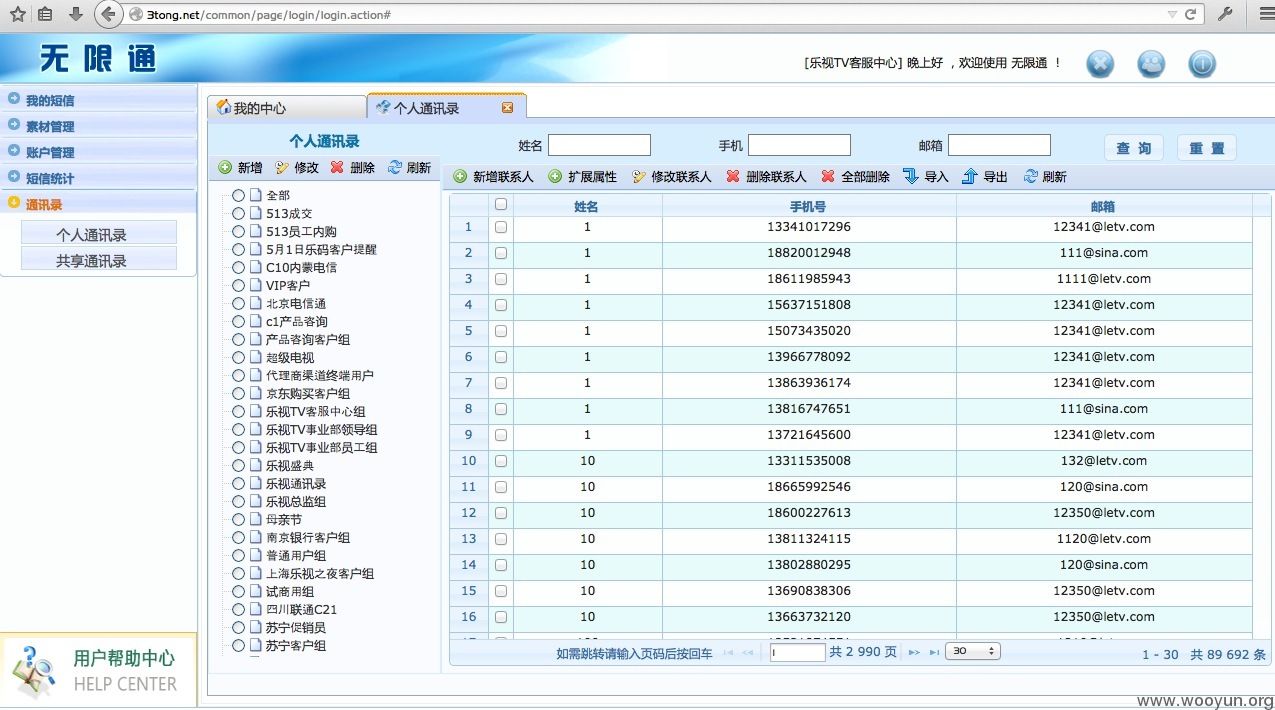 3tong.net/common/page/login/login.action#
无限通
[乐视TV客服中心] 晚上好 ，欢迎使用 无限通 ！
我的短信
素材管理
账户管理
短信统计
通讯录
个人通讯录
共享通讯录
用户帮助中心
HELP CENTER
我的中心
个人通讯录
个人通讯录
新增 修改 删除 刷新
全部
513成交
513员工内购
5月1日乐码客户提醒
C10内蒙电信
VIP客户
北京电信通
c1产品咨询
产品咨询客户组
超级电视
代理商渠道终端用户
京东购买客户组
乐视TV客服中心组
乐视TV事业部领导组
乐视TV事业部员工组
乐视盛典
乐视通讯录
乐视总监组
母亲节
南京银行客户组
普通用户组
上海乐视之夜客户组
试商用组
四川联通C21
苏宁促销员
苏宁客户组
姓名 手机 邮箱 查 询 重 置
新增联系人 扩展属性 修改联系人 删除联系人 全部删除 导入 导出 刷新
姓名 手机号 邮箱
1 1 13341017296 12341@letv.com
2 1 18820012948 111@sina.com
3 1 18611985943 1111@letv.com
4 1 15637151808 12341@letv.com
5 1 15073435020 12341@letv.com
6 1 13966778092 12341@letv.com
7 1 13863936174 12341@letv.com
8 1 13816747651 111@sina.com
9 1 13721645600 12341@letv.com
10 10 13311535008 132@letv.com
11 10 18665992546 120@sina.com
12 10 18600227613 12350@letv.com
13 10 13811324115 1120@letv.com
14 10 13802880295 120@sina.com
15 10 13690838306 12350@letv.com
16 10 13663732120 12350@letv.com
如需跳转请输入页码后按回车 共 2 990 页 30 1 - 30 共 89 692 条
www.wooyun.org